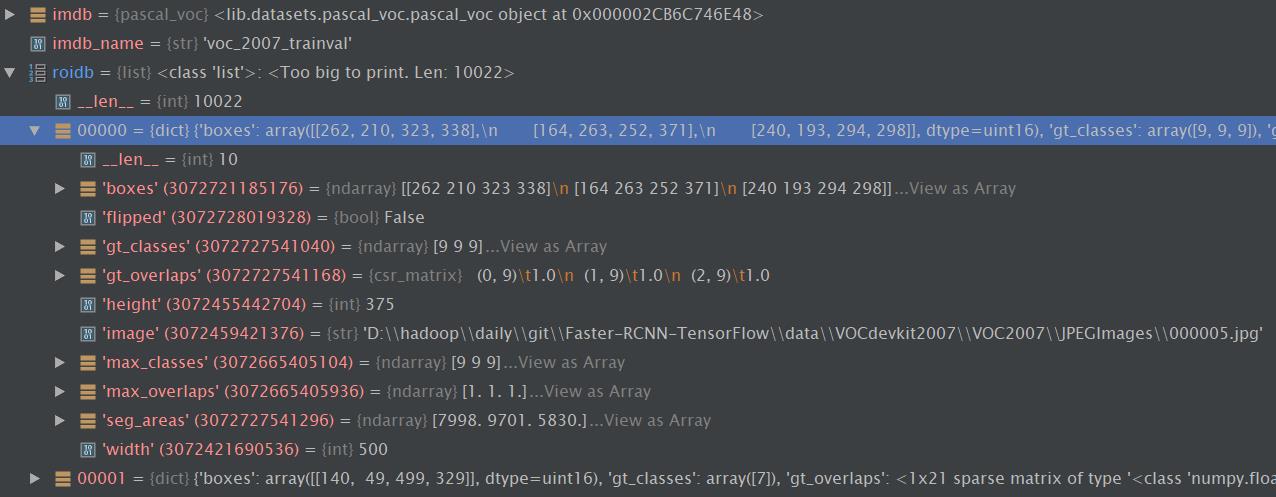 imdb = {pascal_voc} <lib.datasets.pascal_voc.pascal_voc object at 0x000002CB6C746E48>
imdb_name = {str} 'voc_2007_trainval'
roidb = {list} <class 'list'>: <Too big to print. Len: 10022>
__len__ = {int} 10022
00000 = {dict} {'boxes': array([[262, 210, 323, 338],\n       [164, 263, 252, 371],\n       [240, 193, 294, 298]], dtype=uint16), 'gt_classes': array([9, 9, 9]), 'g
__len__ = {int} 10
'boxes' (3072721185176) = {ndarray} [[262 210 323 338]\n [164 263 252 371]\n [240 193 294 298]]...View as Array
'flipped' (3072728019328) = {bool} False
'gt_classes' (3072727541040) = {ndarray} [9 9 9]...View as Array
'gt_overlaps' (3072727541168) = {csr_matrix}   (0, 9)\t1.0\n  (1, 9)\t1.0\n  (2, 9)\t1.0
'height' (3072455442704) = {int} 375
'image' (3072459421376) = {str} 'D:\\hadoop\\daily\\git\\Faster-RCNN-TensorFlow\\data\\VOCdevkit2007\\VOC2007\\JPEGImages\\000005.jpg'
'max_classes' (3072665405104) = {ndarray} [9 9 9]...View as Array
'max_overlaps' (3072665405936) = {ndarray} [1. 1. 1.]...View as Array
'seg_areas' (3072727541296) = {ndarray} [7998. 9701. 5830.]...View as Array
'width' (3072421690536) = {int} 500
00001 = {dict} {'boxes': array([[140,  49, 499, 329]], dtype=uint16), 'gt_classes': array([7]), 'gt_overlaps': <1x21 sparse matrix of type '<class 'numpy.floa